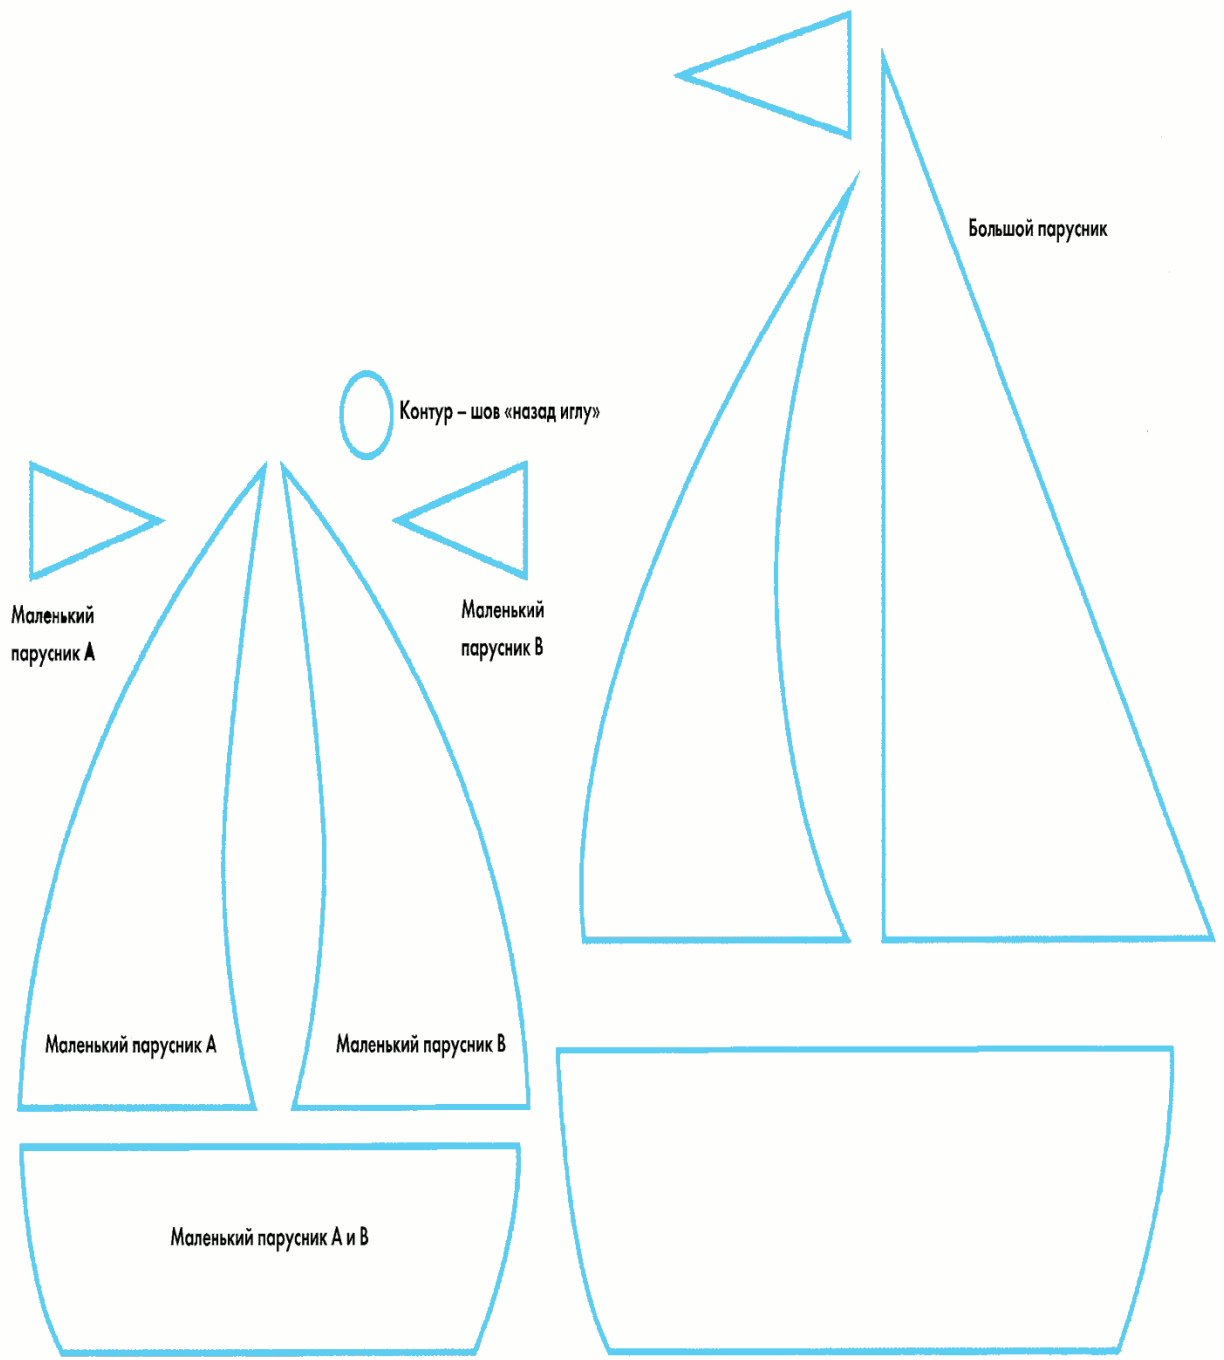 Большой парусник
Контур – шов «назад иглу»
Маленький
парусник А
Маленький
парусник В
Маленький парусник А
Маленький парусник В
Маленький парусник А и В